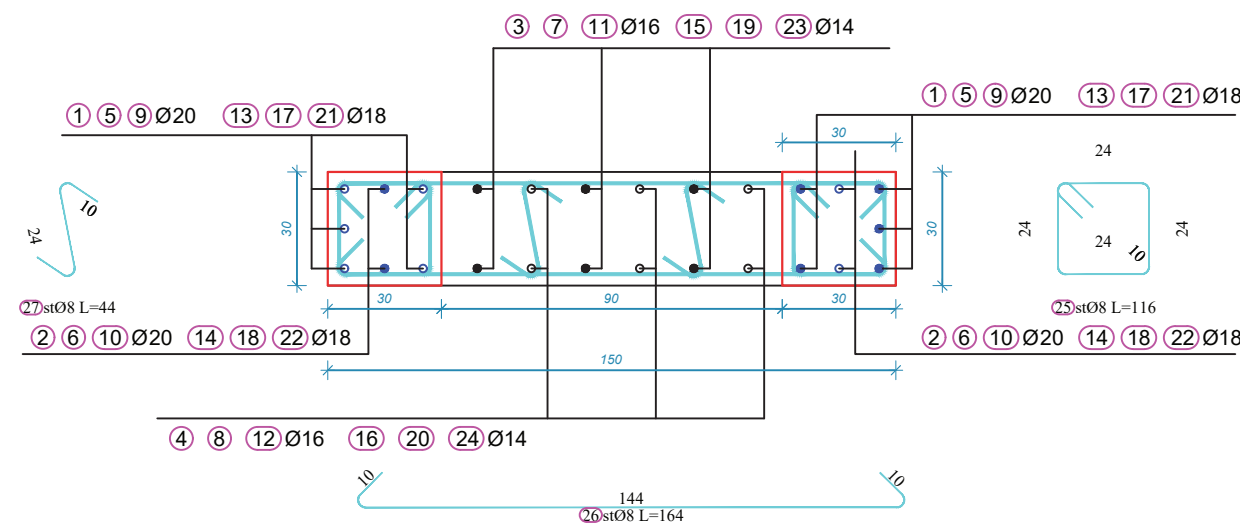 3 7 11 Ø16 15 19 23 Ø14
1 5 9 Ø20 13 17 21 Ø18
1 5 9 Ø20 13 17 21 Ø18
30
24
10
24
30
30
24
24
24
10
27 stØ8 L=44
30
90
30
25 stØ8 L=116
2 6 10 Ø20 14 18 22 Ø18
2 6 10 Ø20 14 18 22 Ø18
150
4 8 12 Ø16 16 20 24 Ø14
10
144
10
26 stØ8 L=164